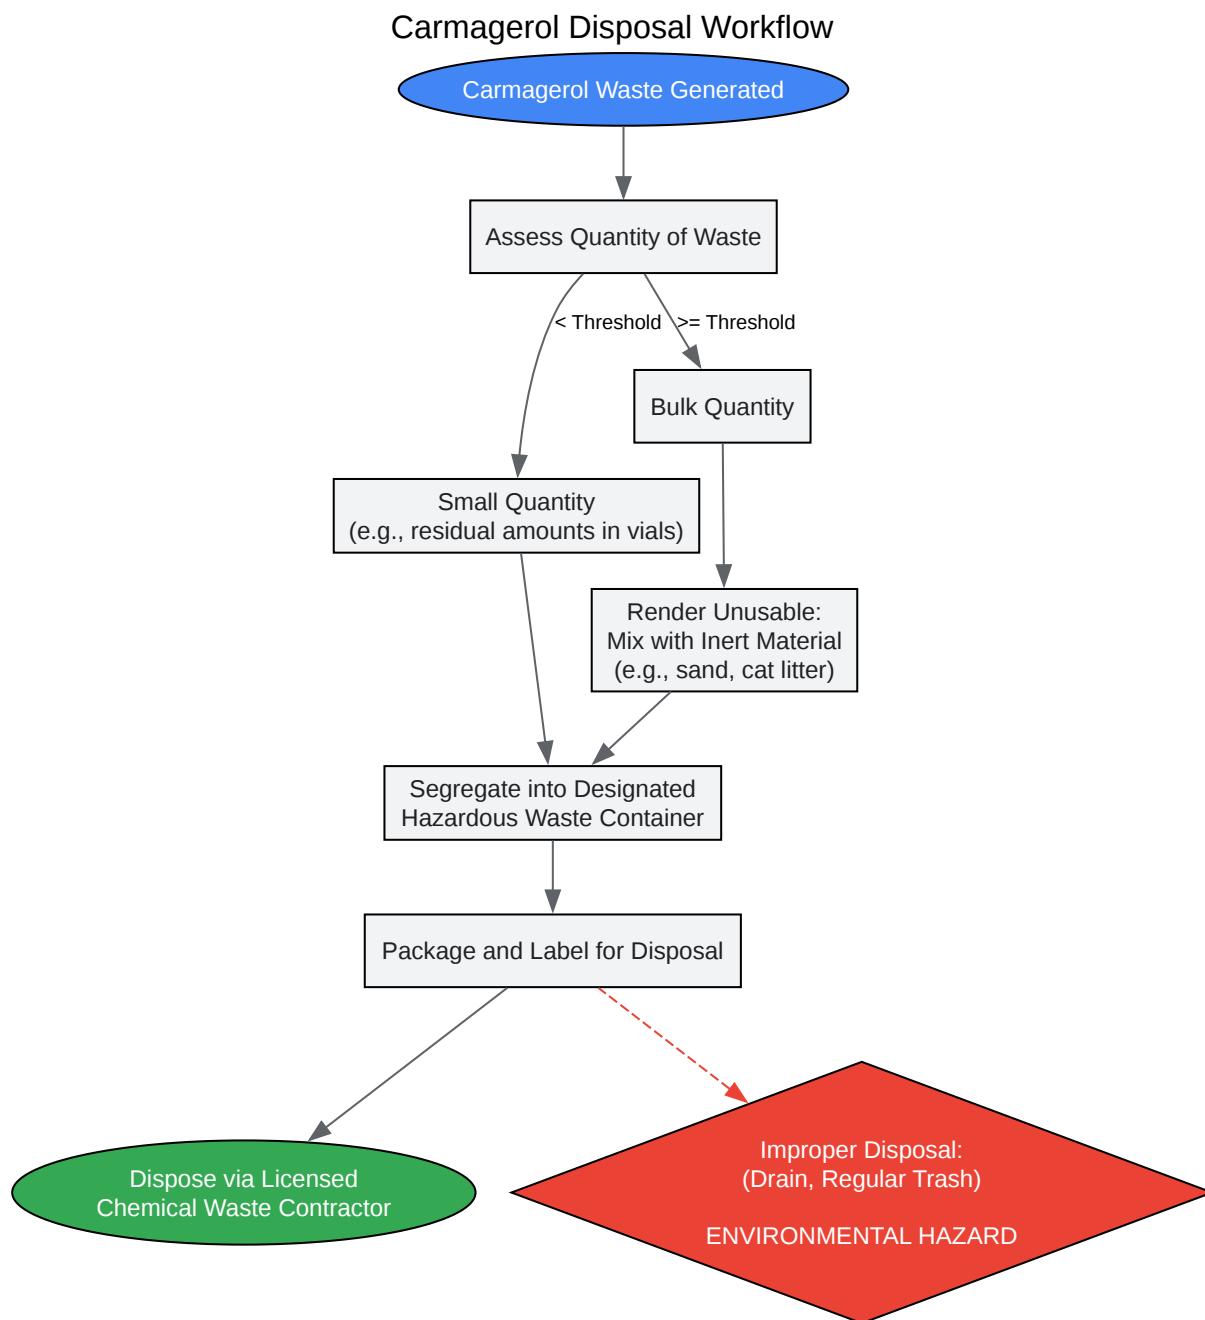 Carmagerol Disposal Workflow
Carmagerol Waste Generated
Assess Quantity of Waste
< Threshold
>= Threshold
Bulk Quantity
Small Quantity
(e.g., residual amounts in vials)
Render Unusable:
Mix with Inert Material
(e.g., sand, cat litter)
Segregate into Designated
Hazardous Waste Container
Package and Label for Disposal
Dispose via Licensed
Chemical Waste Contractor
Improper Disposal:
(Drain, Regular Trash)
ENVIRONMENTAL HAZARD